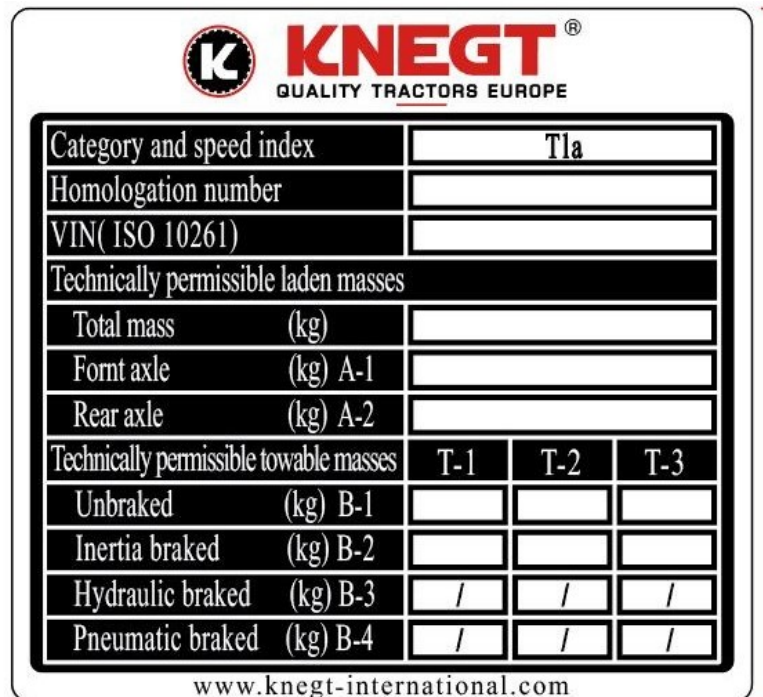 K KNEGT ®
QUALITY TRACTORS EUROPE
Category and speed index T1a
Homologation number
VIN( ISO 10261)
Technically permissible laden masses
Total mass (kg)
Fornt axle (kg) A-1
Rear axle (kg) A-2
Technically permissible towable masses T-1 T-2 T-3
Unbraked (kg) B-1
Inertia braked (kg) B-2
Hydraulic braked (kg) B-3 / / /
Pneumatic braked (kg) B-4 / / /
www.knegt-international.com